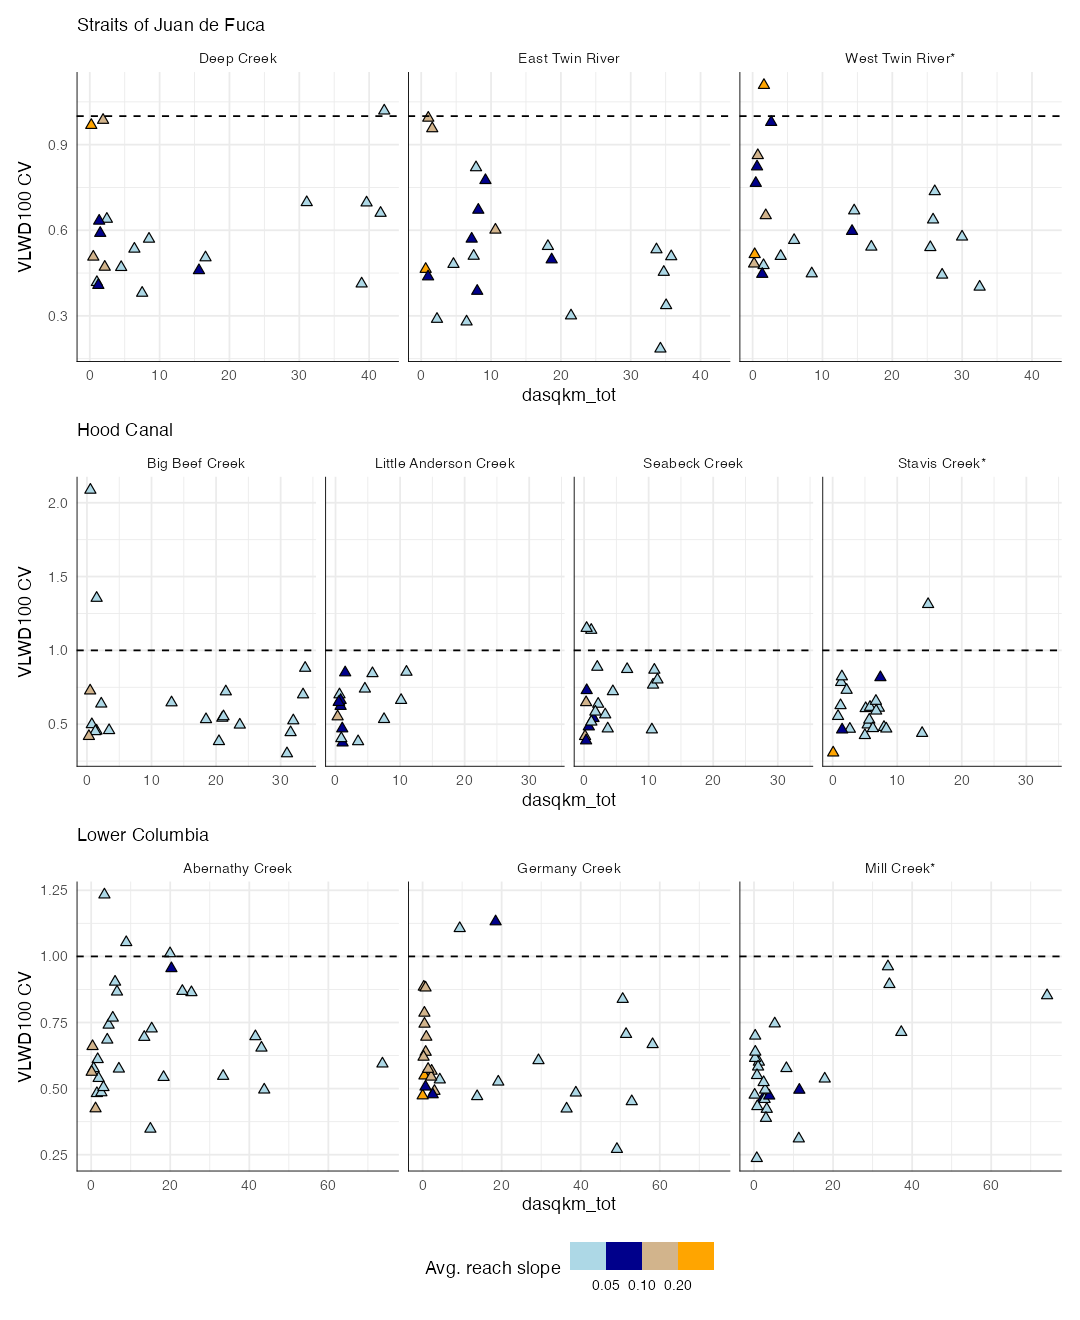 Straits of Juan de Fuca
Deep Creek East Twin River West Twin River*
VLWD100 CV
0.9
0.6
0.3
0 10 20 30 40 0 10 20 30 40 0 10 20 30 40
dasqkm_tot
Hood Canal
Big Beef Creek Little Anderson Creek Seabeck Creek Stavis Creek*
VLWD100 CV
2.0
1.5
1.0
0.5
0 10 20 30 0 10 20 30 0 10 20 30 0 10 20 30
dasqkm_tot
Lower Columbia
Abernathy Creek Germany Creek Mill Creek*
VLWD100 CV
1.25
1.00
0.75
0.50
0.25
0 20 40 60 0 20 40 60 0 20 40 60
dasqkm_tot
Avg. reach slope
0.05 0.10 0.20